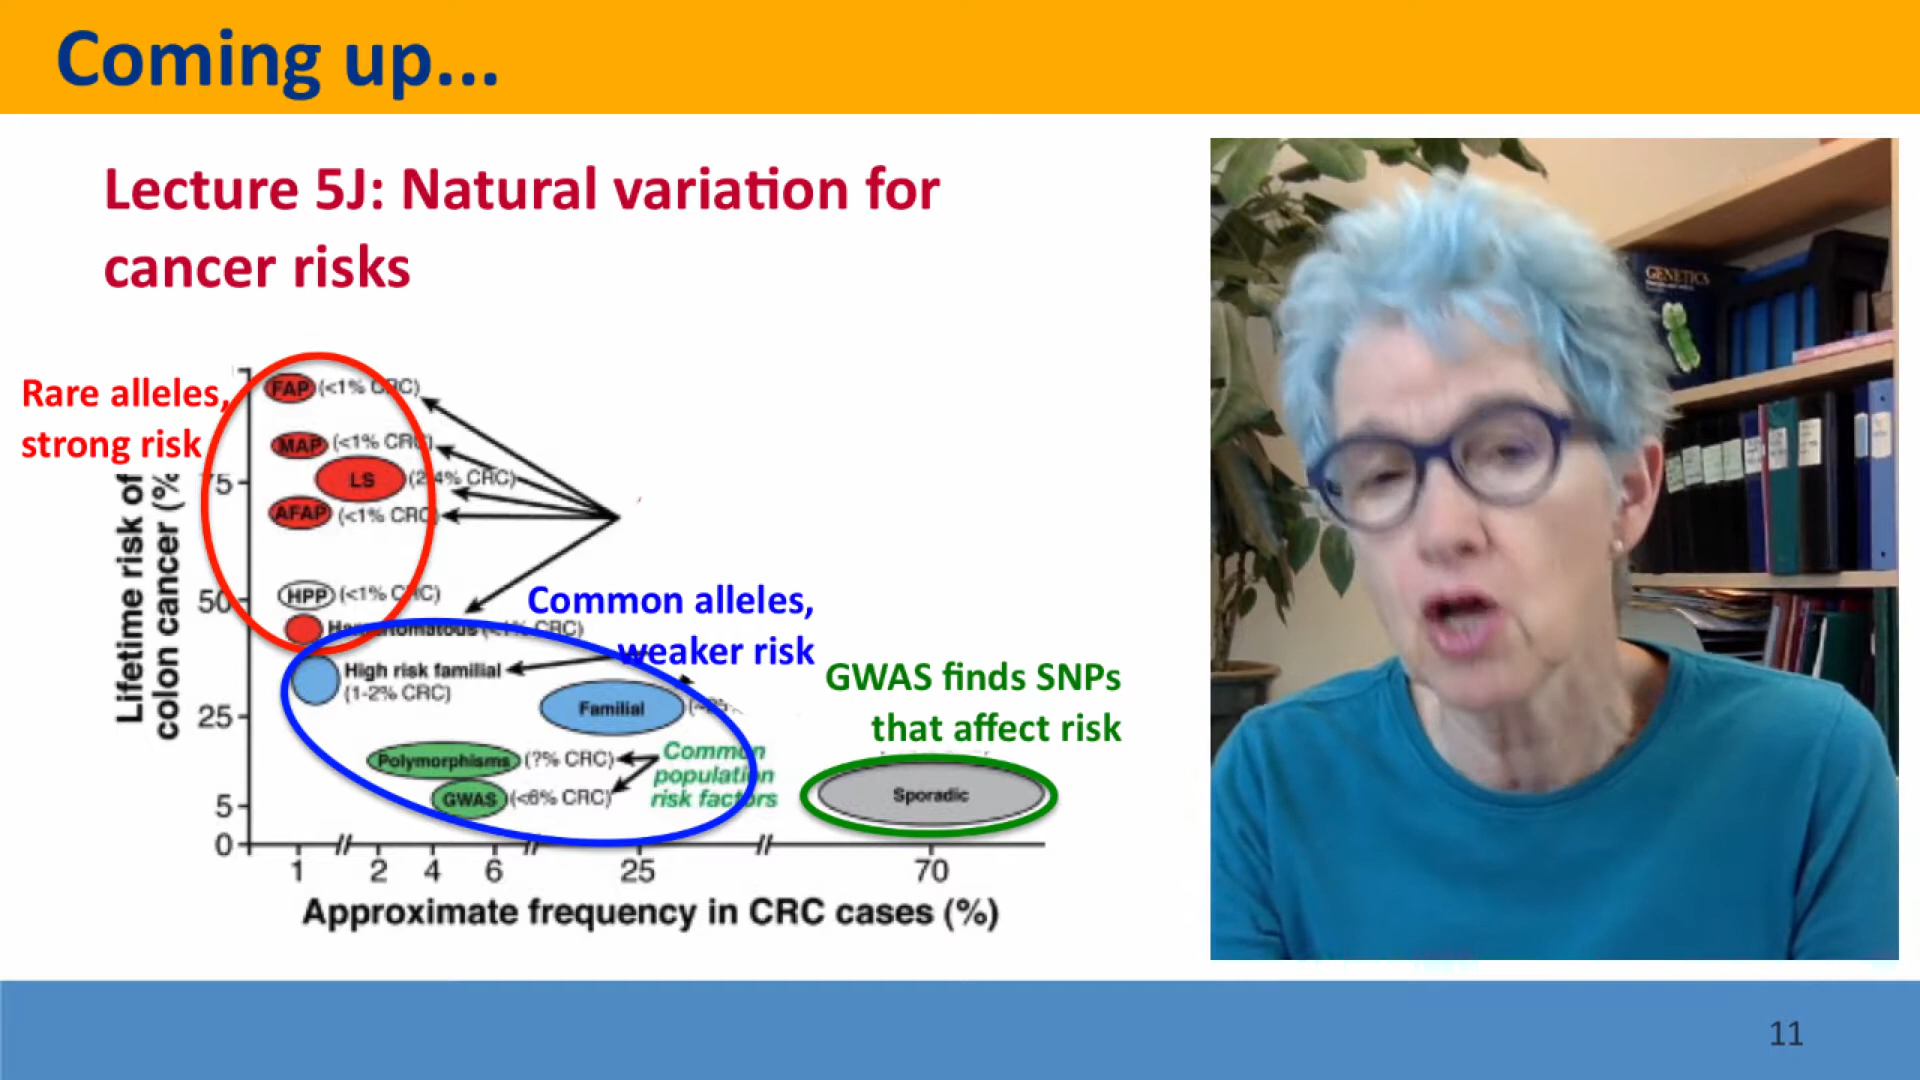 Coming up...
Lecture 5J: Natural variation for
cancer risks
Rare alleles,
strong risk
FAP (<1% CRC)
MAP (<1% CRC)
LS (2-4% CRC)
AFAP (<1% CRC)
HPP (<1% CRC)
Hamartomatous (<1% CRC)
High risk familial
(1-2% CRC)
Common alleles,
weaker risk
Familial
Polymorphisms (?% CRC)
GWAS (<6% CRC)
Common
population
risk factors
GWAS finds SNPs
that affect risk
Sporadic
Lifetime risk of
colon cancer (%
75
50
25
5
0
1 2 4 6 25 70
Approximate frequency in CRC cases (%)
GENETICS
11